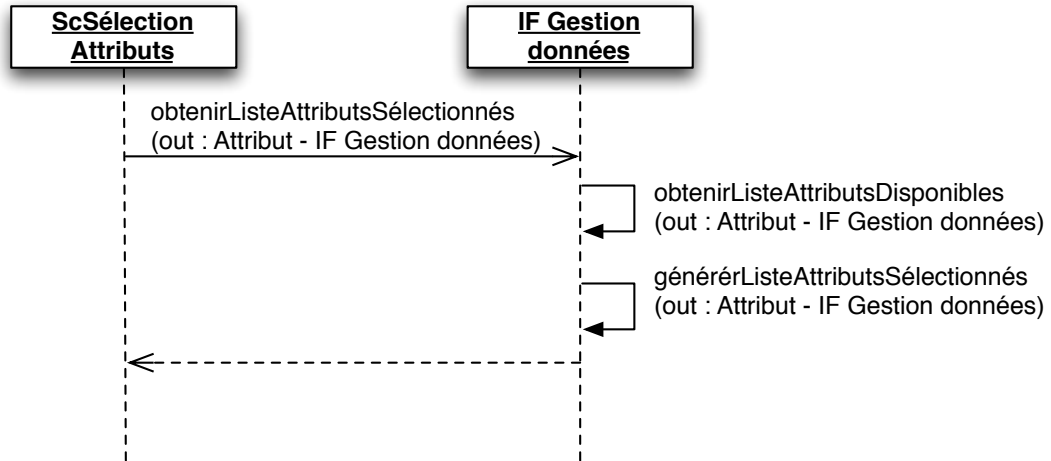 ScSélection
Attributs
IF Gestion
données
obtenirListeAttributsSélectionnés
(out : Attribut - IF Gestion données)
obtenirListeAttributsDisponibles
(out : Attribut - IF Gestion données)
générérListeAttributsSélectionnés
(out : Attribut - IF Gestion données)